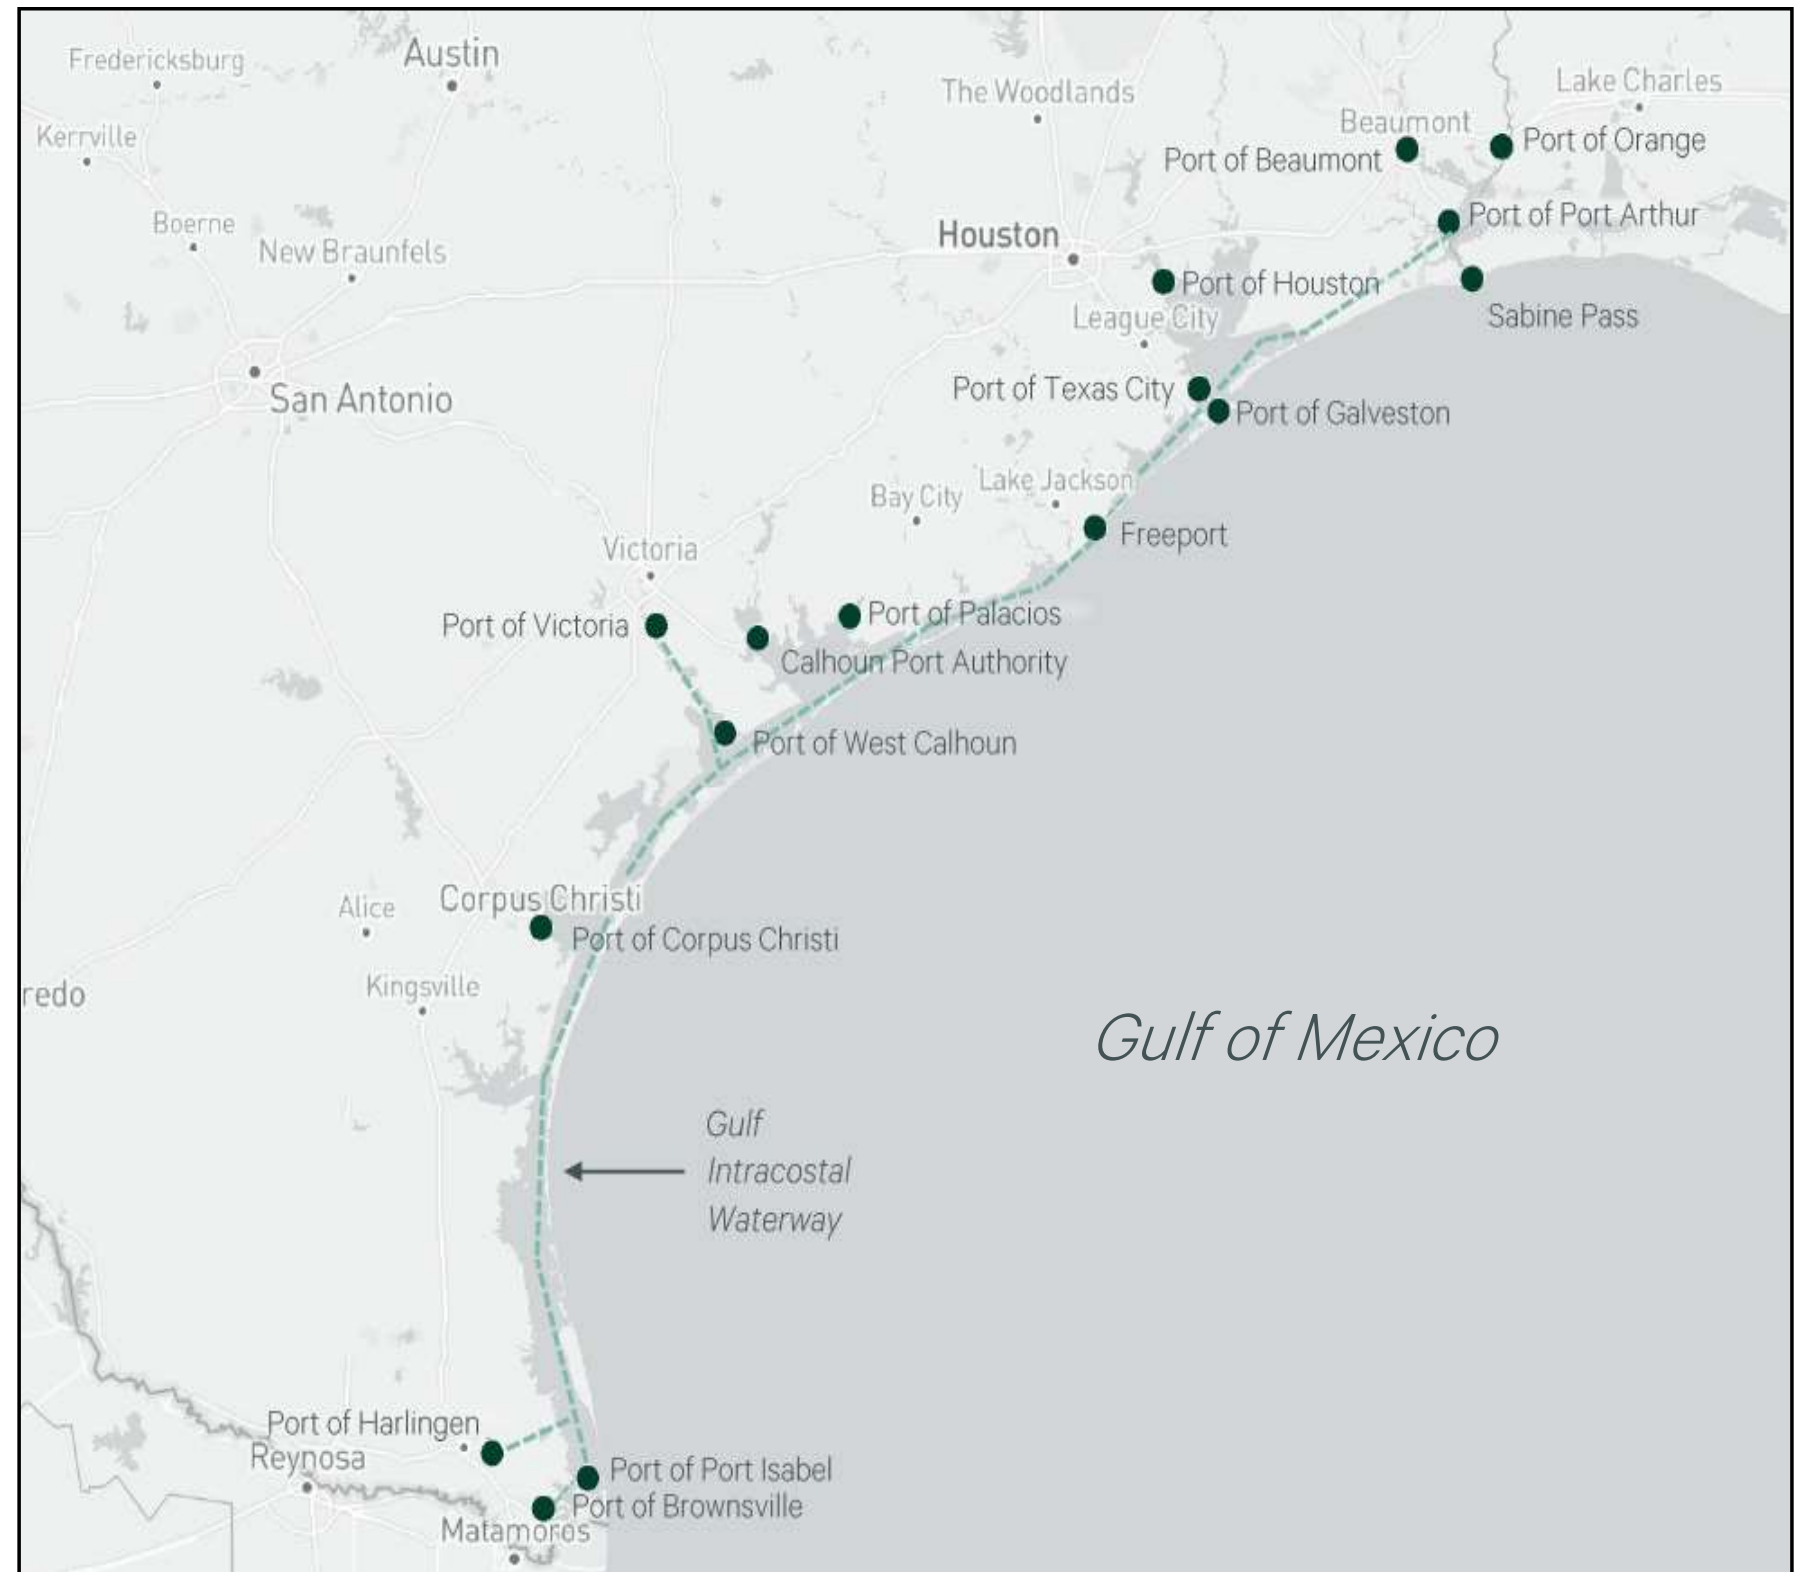 Fredericksburg
Austin
Kerrville
The Woodlands
Lake Charles
Beaumont
Port of Orange
Port of Beaumont
Boerne
New Braunfels
Houston
Port of Port Arthur
Port of Houston
League City
Sabine Pass
San Antonio
Port of Texas City
Port of Galveston
Bay City
Lake Jackson
Freeport
Victoria
Port of Victoria
Port of Palacios
Calhoun Port Authority
Port of West Calhoun
Alice
Corpus Christi
Port of Corpus Christi
Kingsville
redo
Gulf of Mexico
Gulf
Intracostal
Waterway
Port of Harlingen
Reynosa
Port of Port Isabel
Port of Brownsville
Matamoros